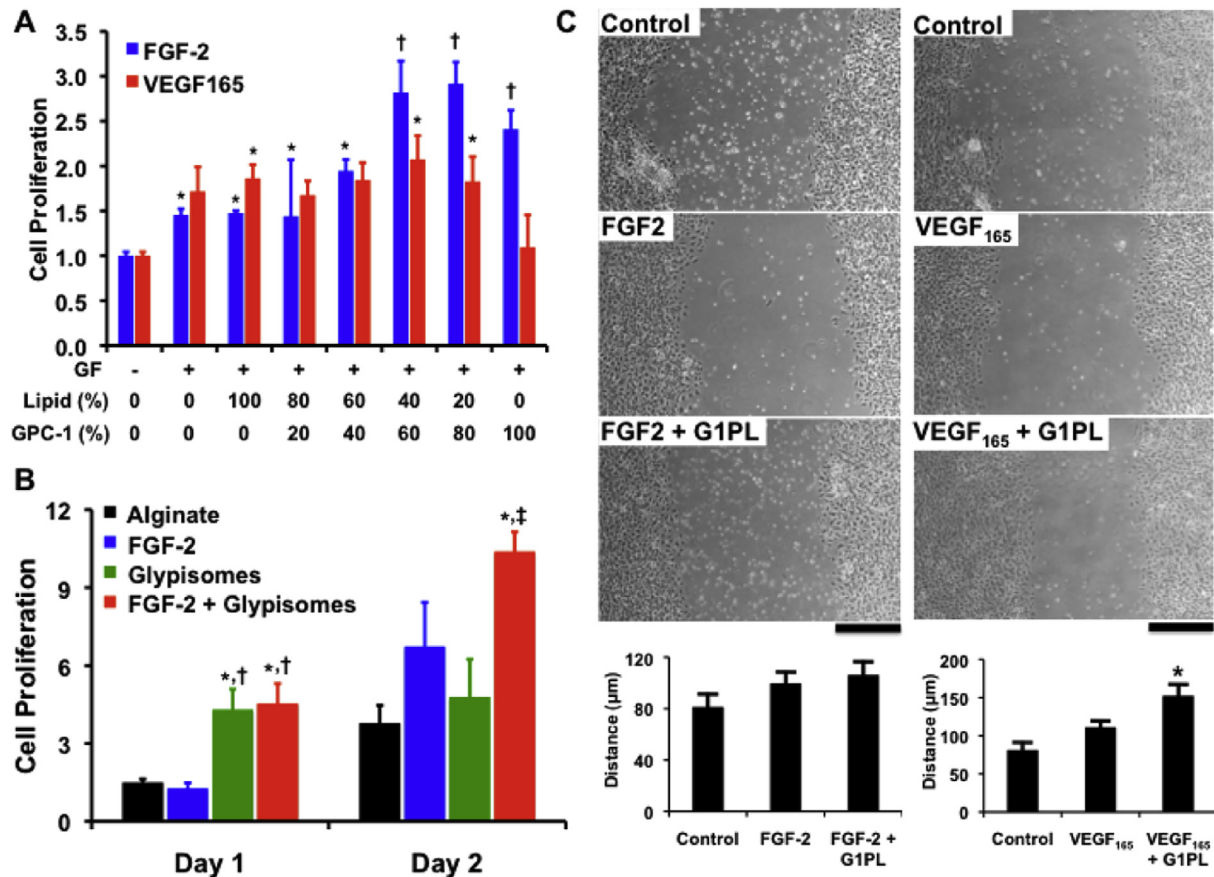 A
3.5
3.0
2.5
2.0
1.5
1.0
0.5
0.0
Cell Proliferation
FGF-2
VEGF165
* * * * * † * † * †
GF - + + + + + + +
Lipid (%) 0 0 100 80 60 40 20 0
GPC-1 (%) 0 0 0 20 40 60 80 100
B
12
9
6
3
0
Cell Proliferation
Alginate
FGF-2
Glypisomes
FGF-2 + Glypisomes
*,† *,† *,‡
Day 1 Day 2
C
Control
FGF2
FGF2 + G1PL
Control
VEGF165
VEGF165 + G1PL
120
80
40
0
Distance (µm)
Control FGF-2 FGF-2 +
G1PL
200
150
100
50
0
Distance (µm)
*
Control VEGF165 VEGF165
+ G1PL